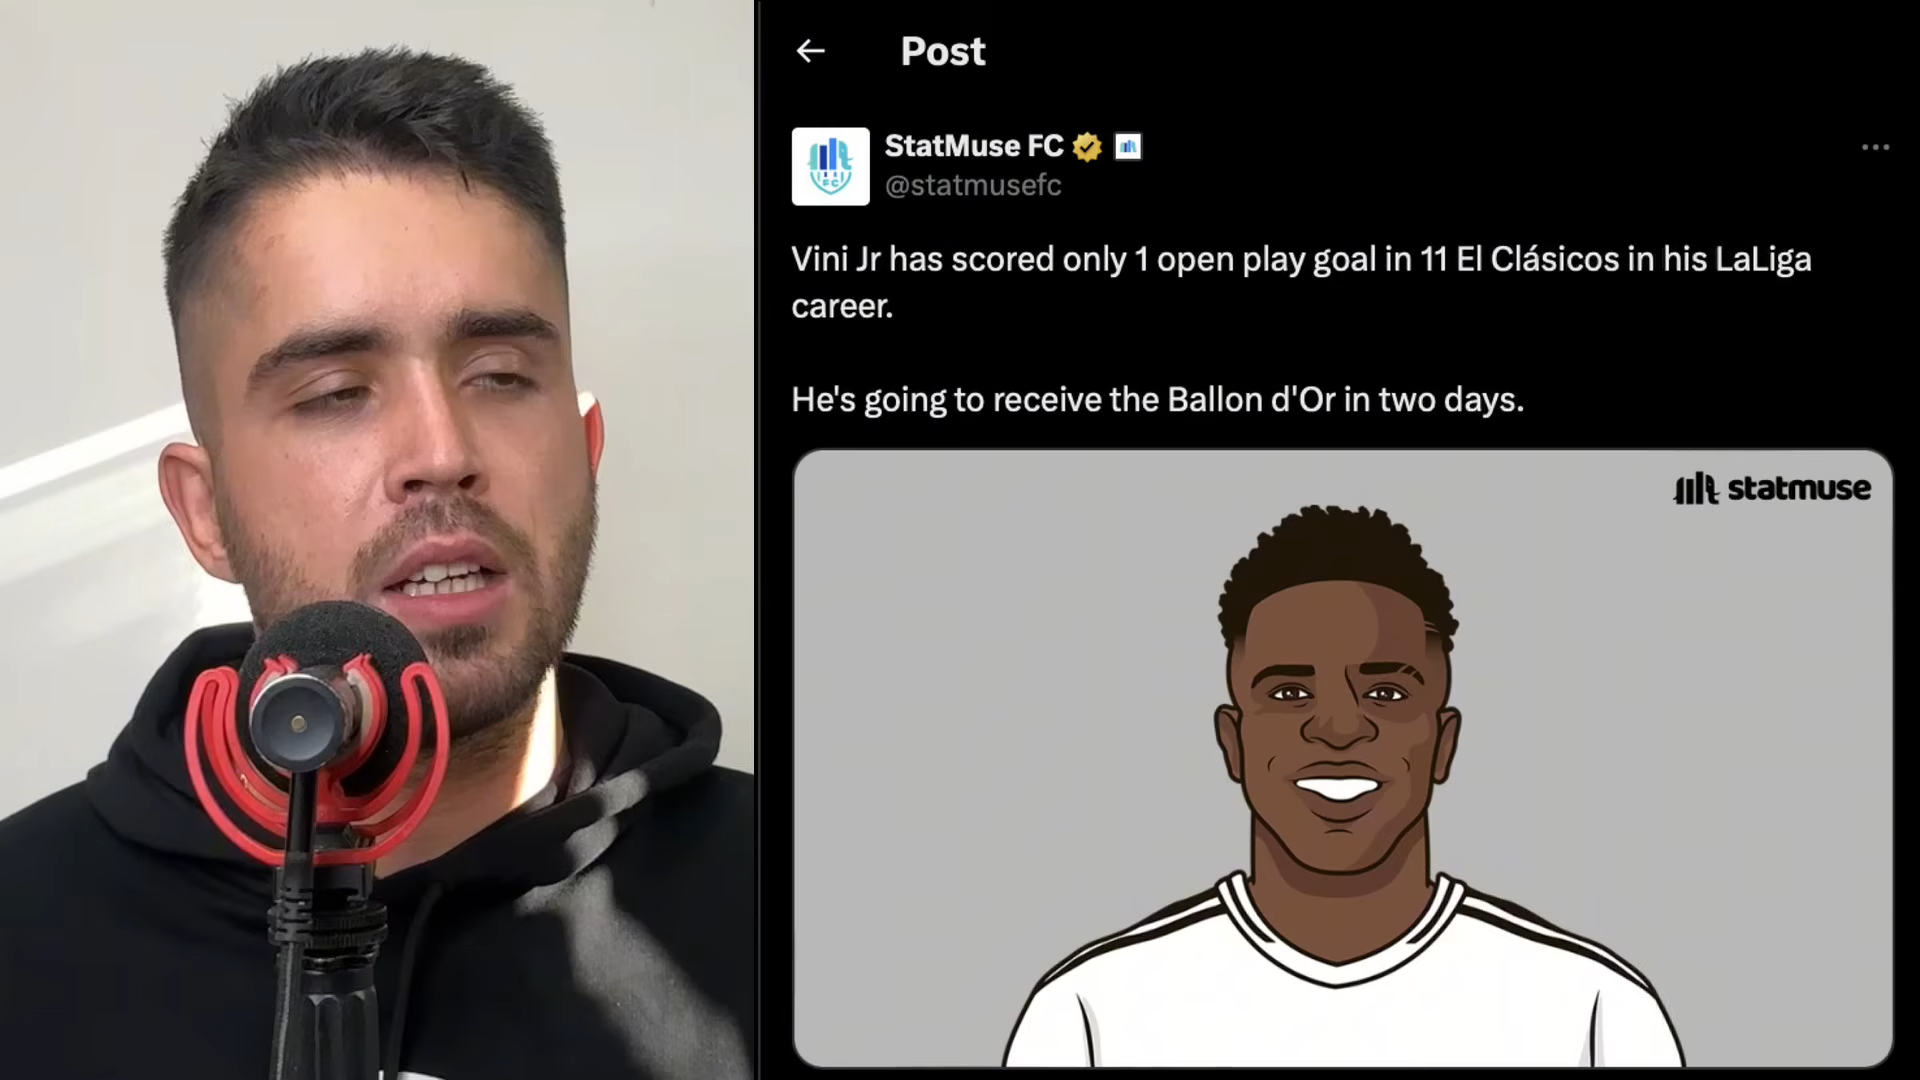 Post
StatMuse FC
@statmusefc
Vini Jr has scored only 1 open play goal in 11 El Clásicos in his LaLiga
career.
He's going to receive the Ballon d'Or in two days.
statmuse
FC